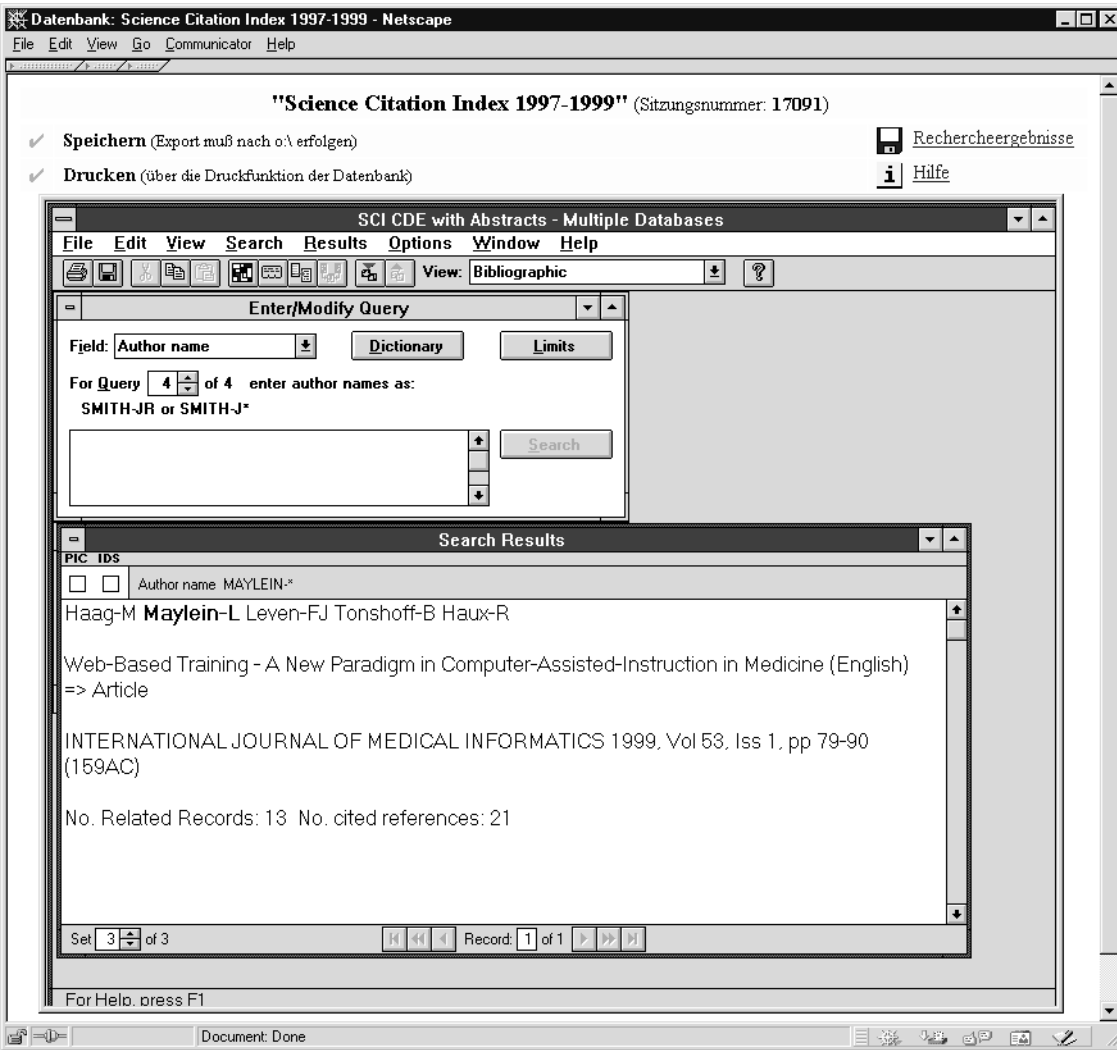 Datenbank: Science Citation Index 1997-1999 - Netscape
File Edit View Go Communicator Help
"Science Citation Index 1997-1999" (Sitzungsnummer: 17091)
Speichern (Export muß nach o:\ erfolgen)
Rechercheergebnisse
Drucken (über die Druckfunktion der Datenbank)
i Hilfe
SCI CDE with Abstracts - Multiple Databases
File Edit View Search Results Options Window Help
View: Bibliographic ?
Enter/Modify Query
Field: Author name Dictionary Limits
For Query 4 of 4 enter author names as:
SMITH-JR or SMITH-J*
Search
Search Results
PIC IDS
Author name MAYLEIN-*
Haag-M Maylein-L Leven-FJ Tonshoff-B Haux-R
Web-Based Training - A New Paradigm in Computer-Assisted-Instruction in Medicine (English)
=> Article
INTERNATIONAL JOURNAL OF MEDICAL INFORMATICS 1999, Vol 53, Iss 1, pp 79-90
(159AC)
No. Related Records: 13 No. cited references: 21
Set 3 of 3 Record: 1 of 1
For Help, press F1
Document: Done